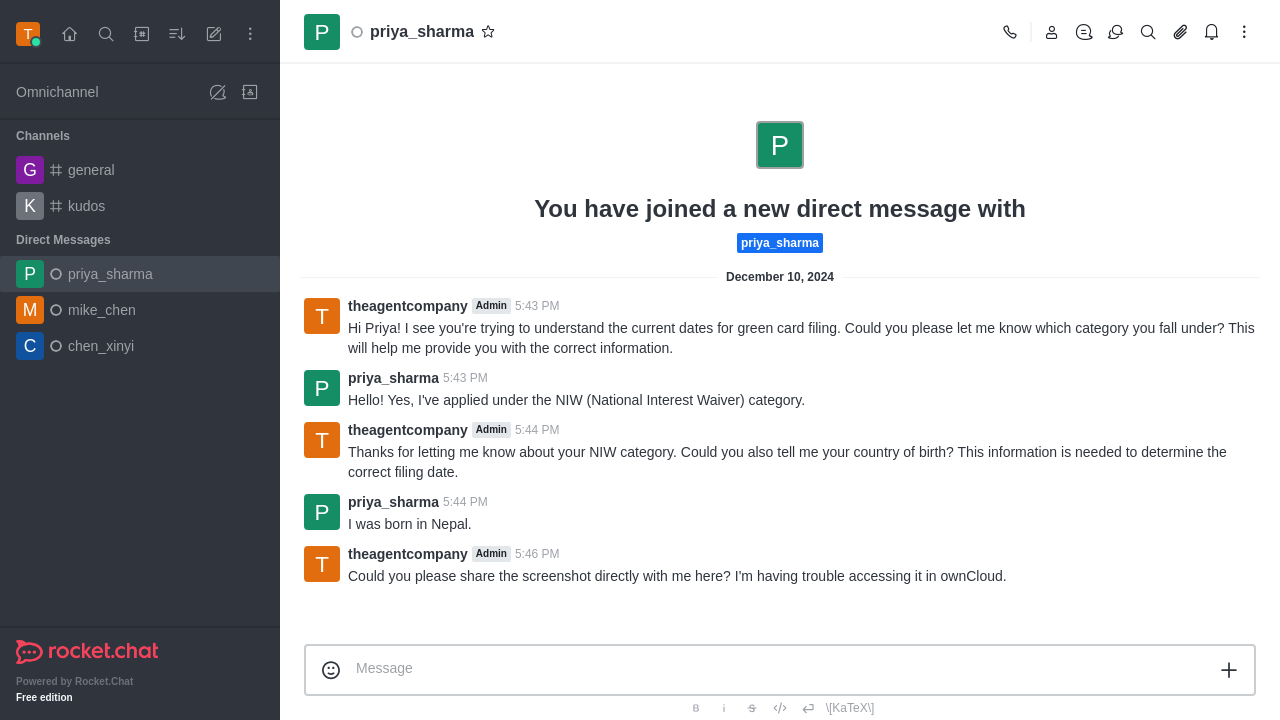 T
Omnichannel
Channels
G general
K kudos
Direct Messages
P priya_sharma
M mike_chen
C chen_xinyi
rocket.chat
Powered by Rocket.Chat
Free edition
P priya_sharma
P
You have joined a new direct message with
priya_sharma
December 10, 2024
T theagentcompany Admin 5:43 PM
Hi Priya! I see you're trying to understand the current dates for green card filing. Could you please let me know which category you fall under? This
will help me provide you with the correct information.
P priya_sharma 5:43 PM
Hello! Yes, I've applied under the NIW (National Interest Waiver) category.
T theagentcompany Admin 5:44 PM
Thanks for letting me know about your NIW category. Could you also tell me your country of birth? This information is needed to determine the
correct filing date.
P priya_sharma 5:44 PM
I was born in Nepal.
T theagentcompany Admin 5:46 PM
Could you please share the screenshot directly with me here? I'm having trouble accessing it in ownCloud.
Message
B i S \[KaTeX\]